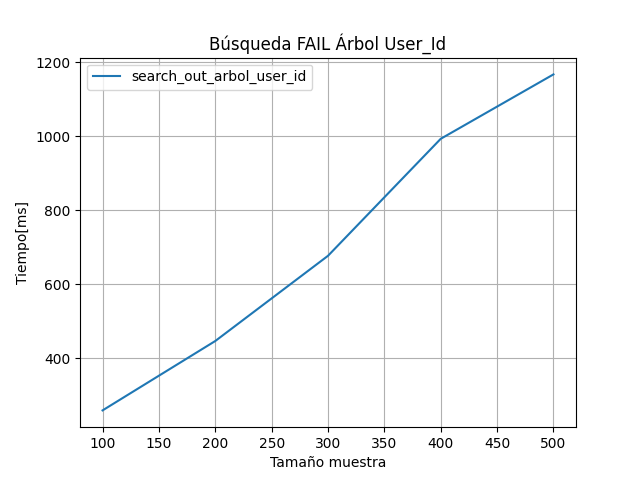 Búsqueda FAIL Árbol User_Id
search_out_arbol_user_id
1200
1000
800
600
400
Tiempo[ms]
100 150 200 250 300 350 400 450 500
Tamaño muestra